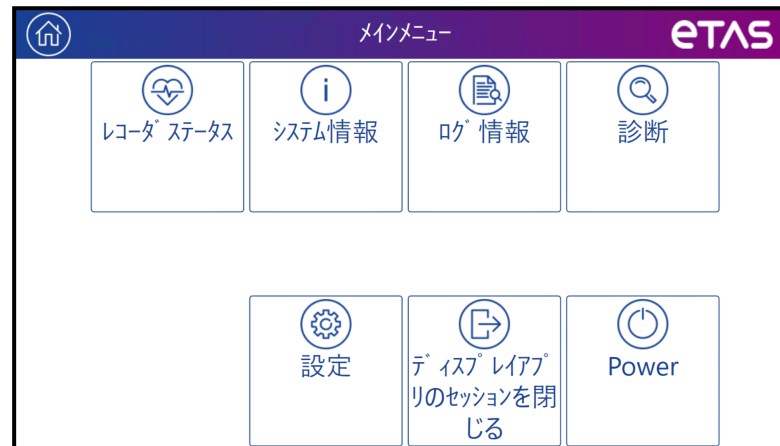 メインメニュー
ETAS
レコーダステータス
システム情報
ログ情報
診断
設定
ディスプレイアプ
リのセッションを閉
じる
Power